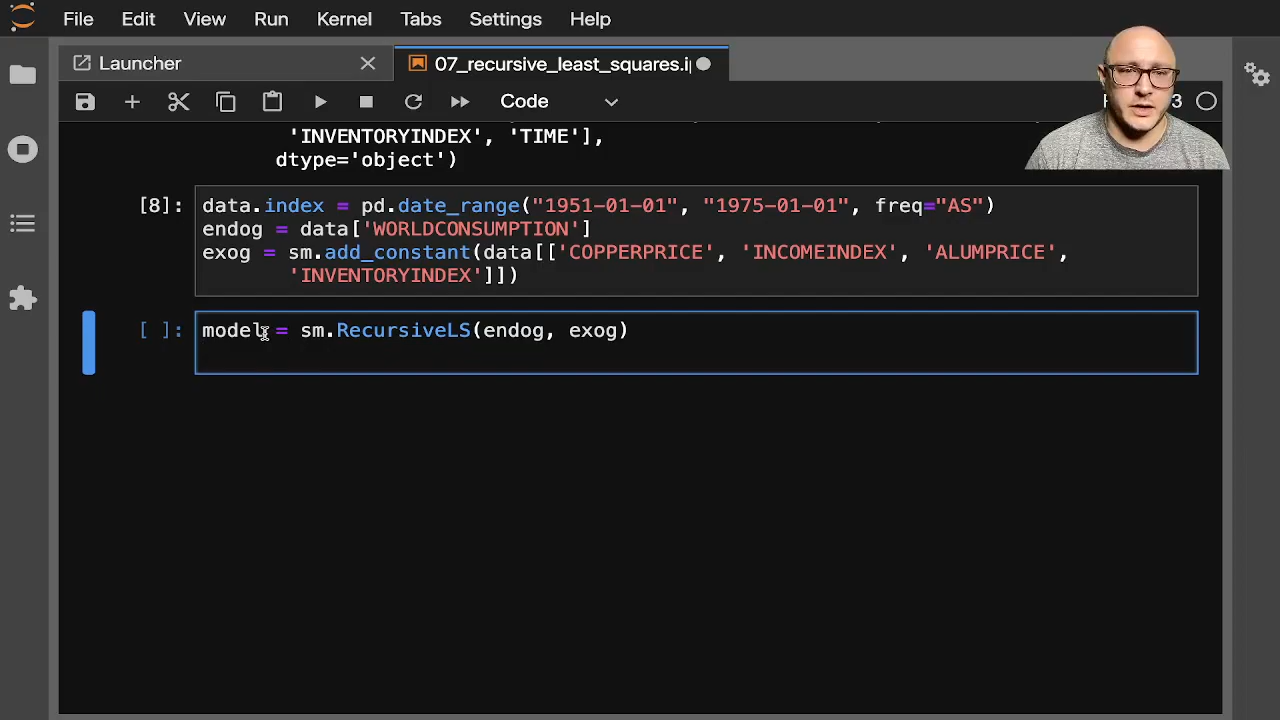 File Edit View Run Kernel Tabs Settings Help
Launcher
07_recursive_least_squares.i
Code
3
'INVENTORYINDEX', 'TIME'],
dtype='object')
[8]: data.index = pd.date_range("1951-01-01", "1975-01-01", freq="AS")
endog = data['WORLDCONSUMPTION']
exog = sm.add_constant(data[['COPPERPRICE', 'INCOMEINDEX', 'ALUMPRICE',
'INVENTORYINDEX']])
[ ]: model = sm.RecursiveLS(endog, exog)